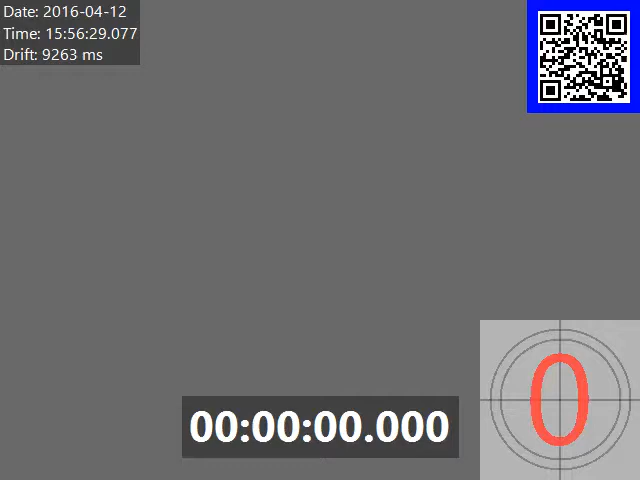 Date: 2016-04-12
Time: 15:56:29.077
Drift: 9263 ms
00:00:00.000
0